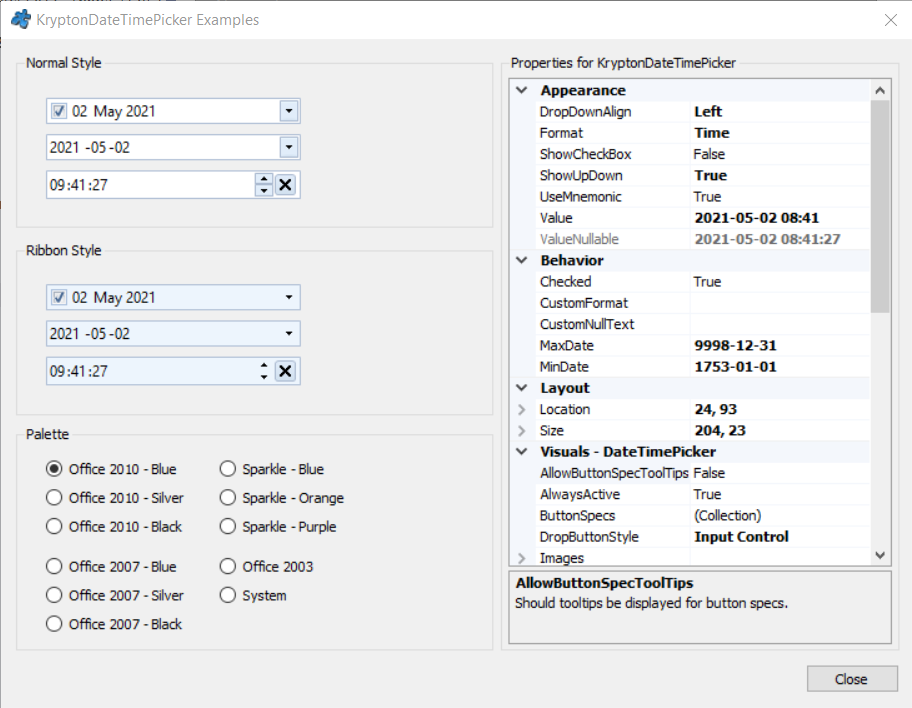 KryptonDateTimePicker Examples
Normal Style
02 May 2021
2021 -05 -02
09:41:27
Ribbon Style
02 May 2021
2021 -05 -02
09:41:27
Palette
Office 2010 - Blue
Office 2010 - Silver
Office 2010 - Black
Office 2007 - Blue
Office 2007 - Silver
Office 2007 - Black
Sparkle - Blue
Sparkle - Orange
Sparkle - Purple
Office 2003
System
Properties for KryptonDateTimePicker
Appearance
DropDownAlign Left
Format Time
ShowCheckBox False
ShowUpDown True
UseMnemonic True
Value 2021-05-02 08:41
ValueNullable 2021-05-02 08:41:27
Behavior
Checked True
CustomFormat
CustomNullText
MaxDate 9998-12-31
MinDate 1753-01-01
Layout
Location 24, 93
Size 204, 23
Visuals - DateTimePicker
AllowButtonSpecToolTips False
AlwaysActive True
ButtonSpecs (Collection)
DropButtonStyle Input Control
Images
AllowButtonSpecToolTips
Should tooltips be displayed for button specs.
Close